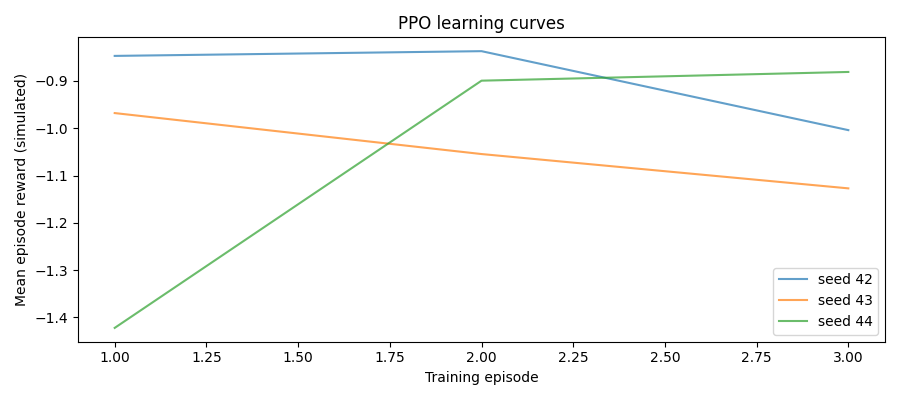 PPO learning curves
Mean episode reward (simulated)
−0.9
−1.0
−1.1
−1.2
−1.3
−1.4
seed 42
seed 43
seed 44
1.00 1.25 1.50 1.75 2.00 2.25 2.50 2.75 3.00
Training episode